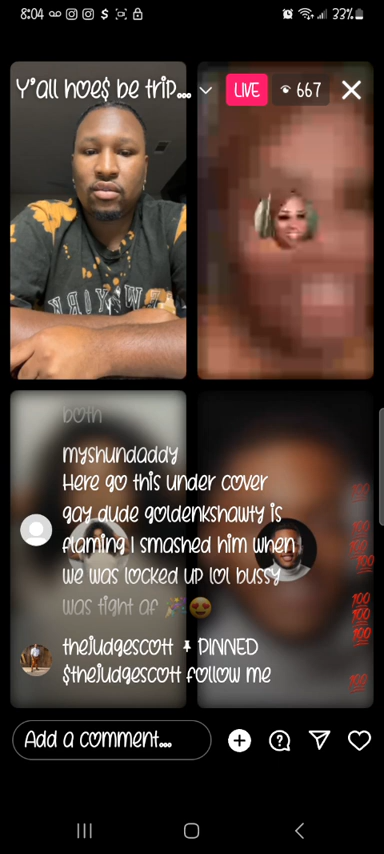 8:04
33%
Y'all hoe$ be trip...
LIVE
667
both
myshundaddy
Here go this under cover
gay dude goldenkshawty is
flaming I smashed him when
we was locked up lol bussy
was tight af 🎉😍
thejudgescott 📌 PINNED
$thejudgescott follow me
💯
💯
💯
💯
💯
💯
💯
💯
Add a comment...